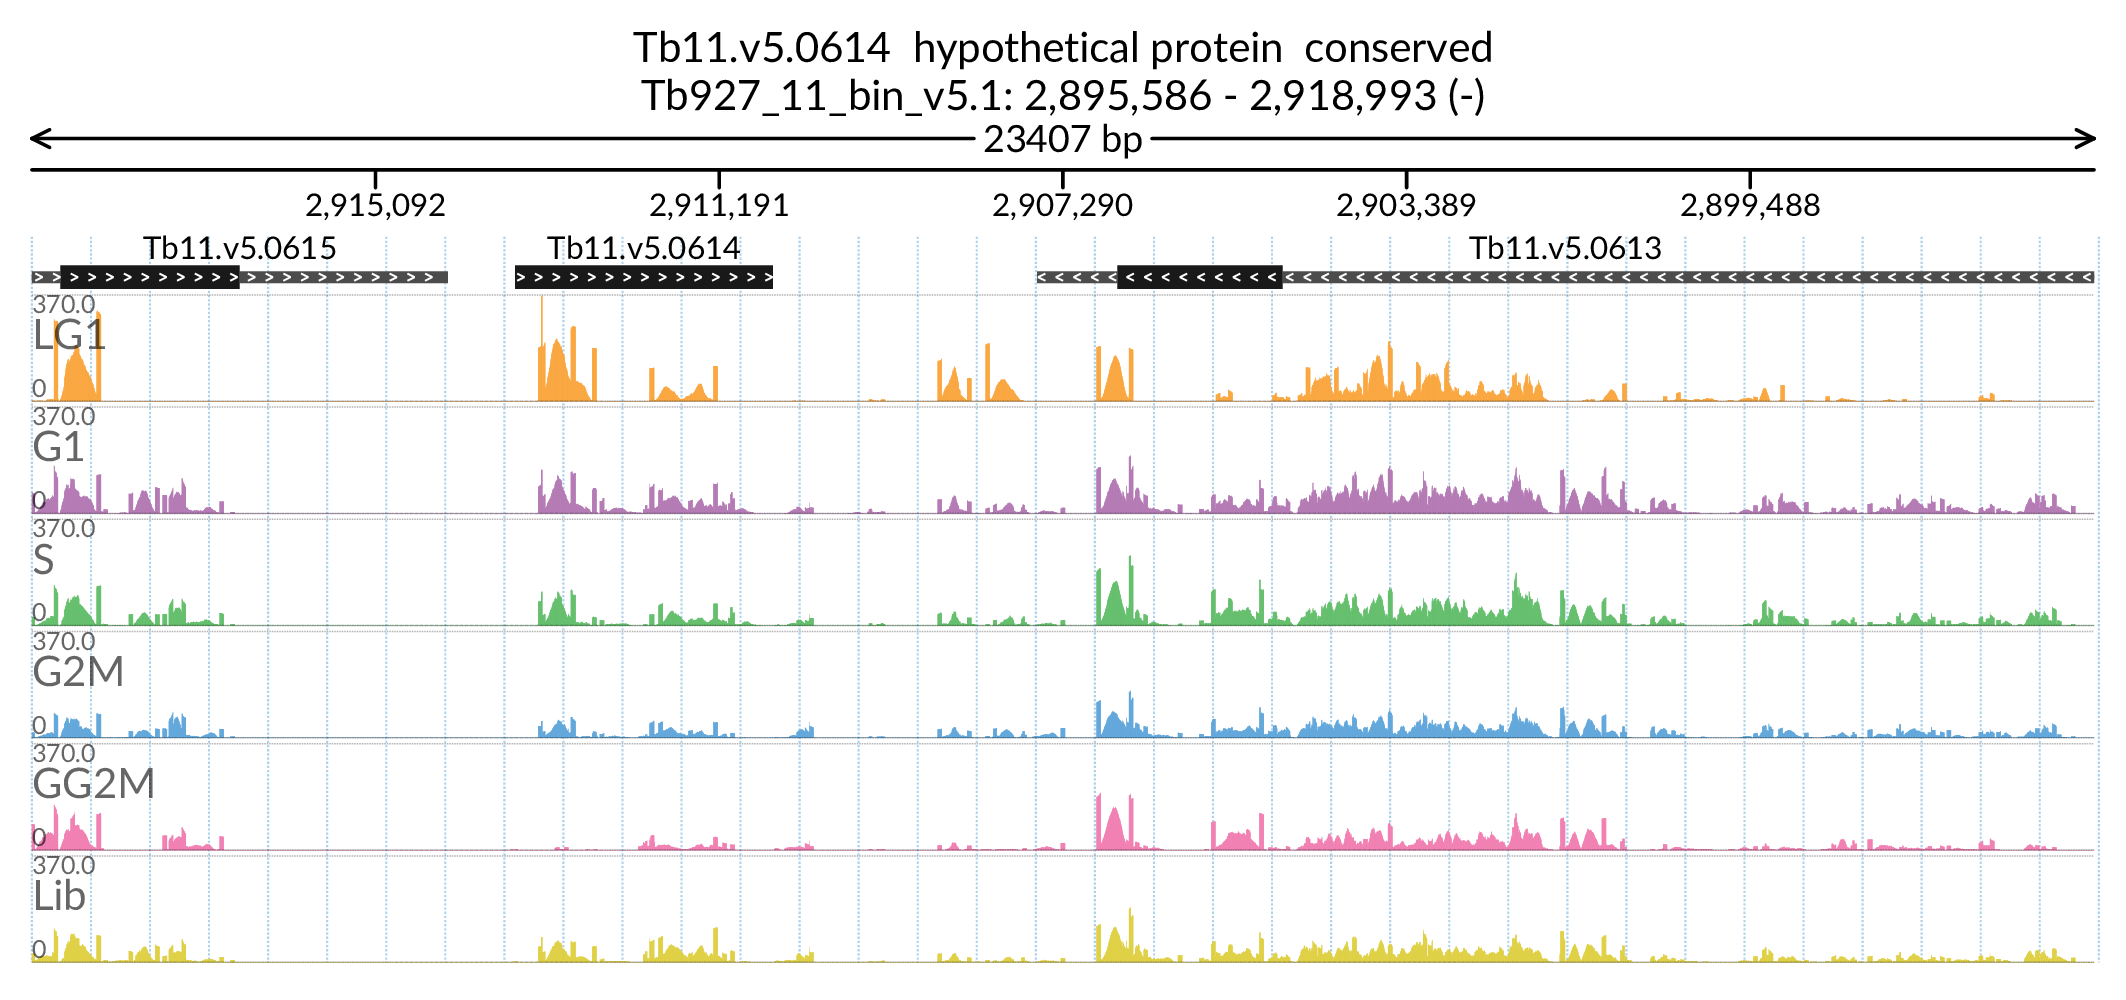 Tb11.v5.0614 hypothetical protein conserved
Tb927_11_bin_v5.1: 2,895,586 - 2,918,993 (-)
23407 bp
2,915,092 2,911,191 2,907,290 2,903,389 2,899,488
Tb11.v5.0615 Tb11.v5.0614 Tb11.v5.0613
370.0
LG1
0
370.0
G1
0
370.0
S
0
370.0
G2M
0
370.0
GG2M
0
370.0
Lib
0